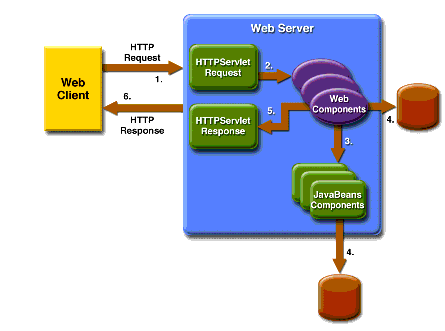 Web Server
HTTP
Request
1.
Web
Client
6.
HTTP
Response
HTTPServlet
Request
2.
Web
Components
4.
HTTPServlet
Response
5.
3.
JavaBeans
Components
4.